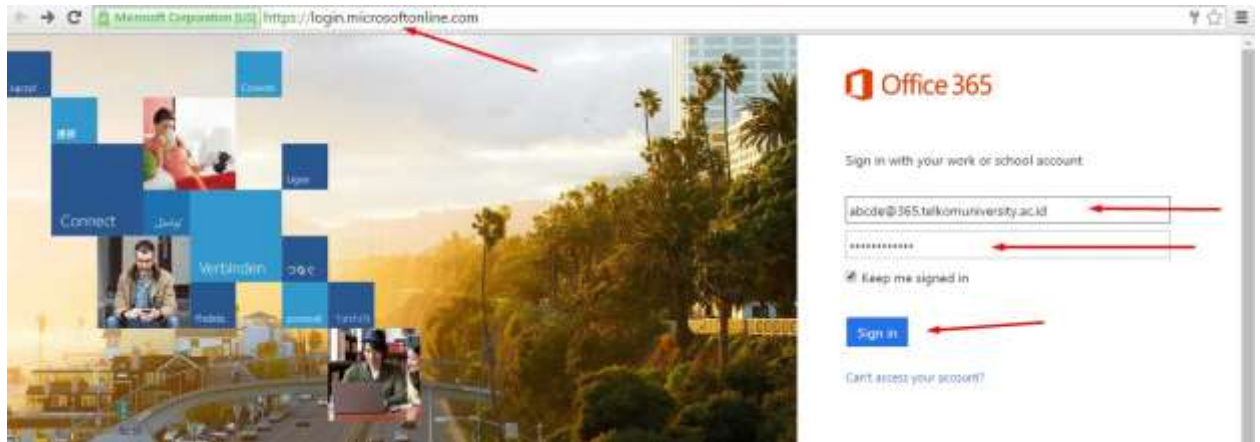 Microsoft Corporation [US] https://login.microsoftonline.com
Office 365
Sign in with your work or school account
abcde@365.telkomuniversity.ac.id
Keep me signed in
Sign in
Can't access your account?
Connect
Verbinden